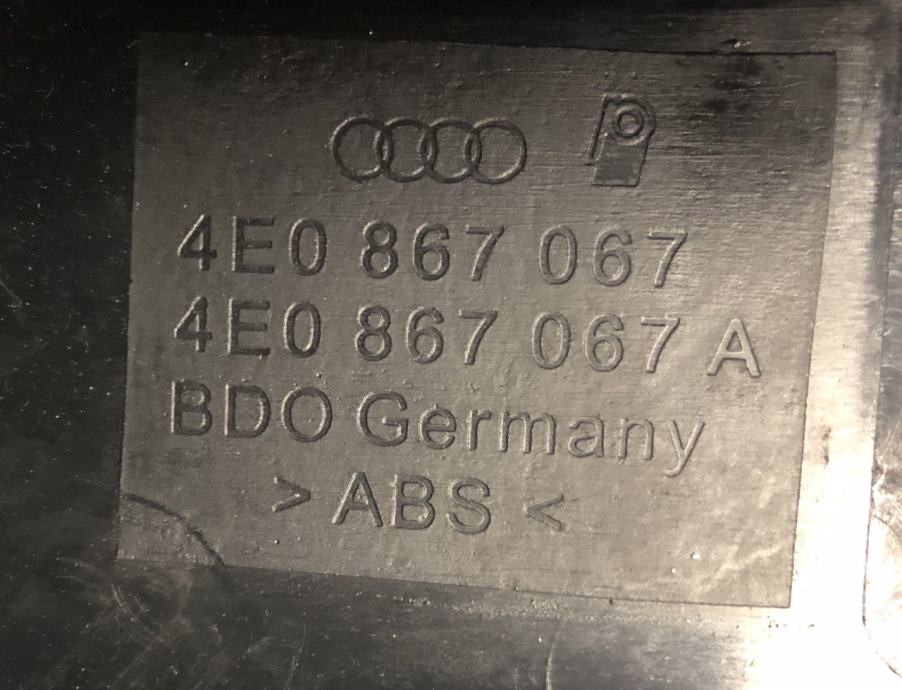 4E0 867 067
4E0 867 067 A
BDO Germany
> ABS <